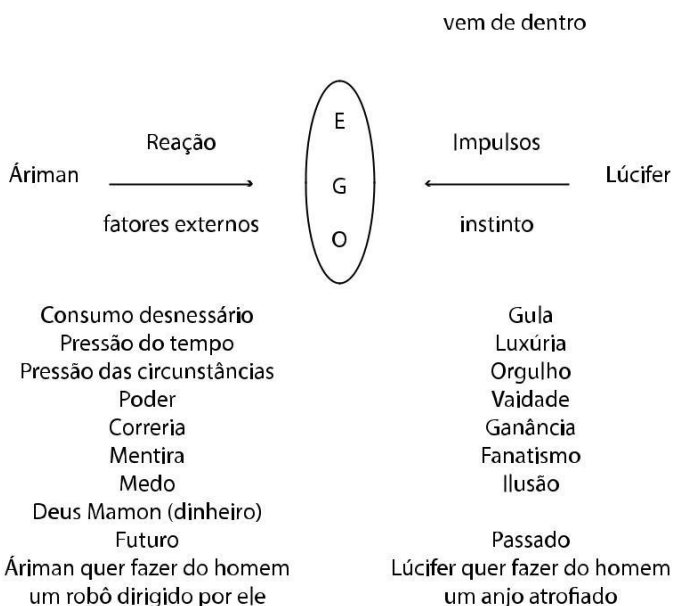 vem de dentro
E
Reação
Impulsos
Áriman
G
Lúcifer
fatores externos
O
instinto
Consumo desnessário
Gula
Pressão do tempo
Luxúria
Pressão das circunstâncias
Orgulho
Poder
Vaidade
Correria
Ganância
Mentira
Fanatismo
Medo
Ilusão
Deus Mamon (dinheiro)
Futuro
Passado
Áriman quer fazer do homem
Lúcifer quer fazer do homem
um robô dirigido por ele
um anjo atrofiado